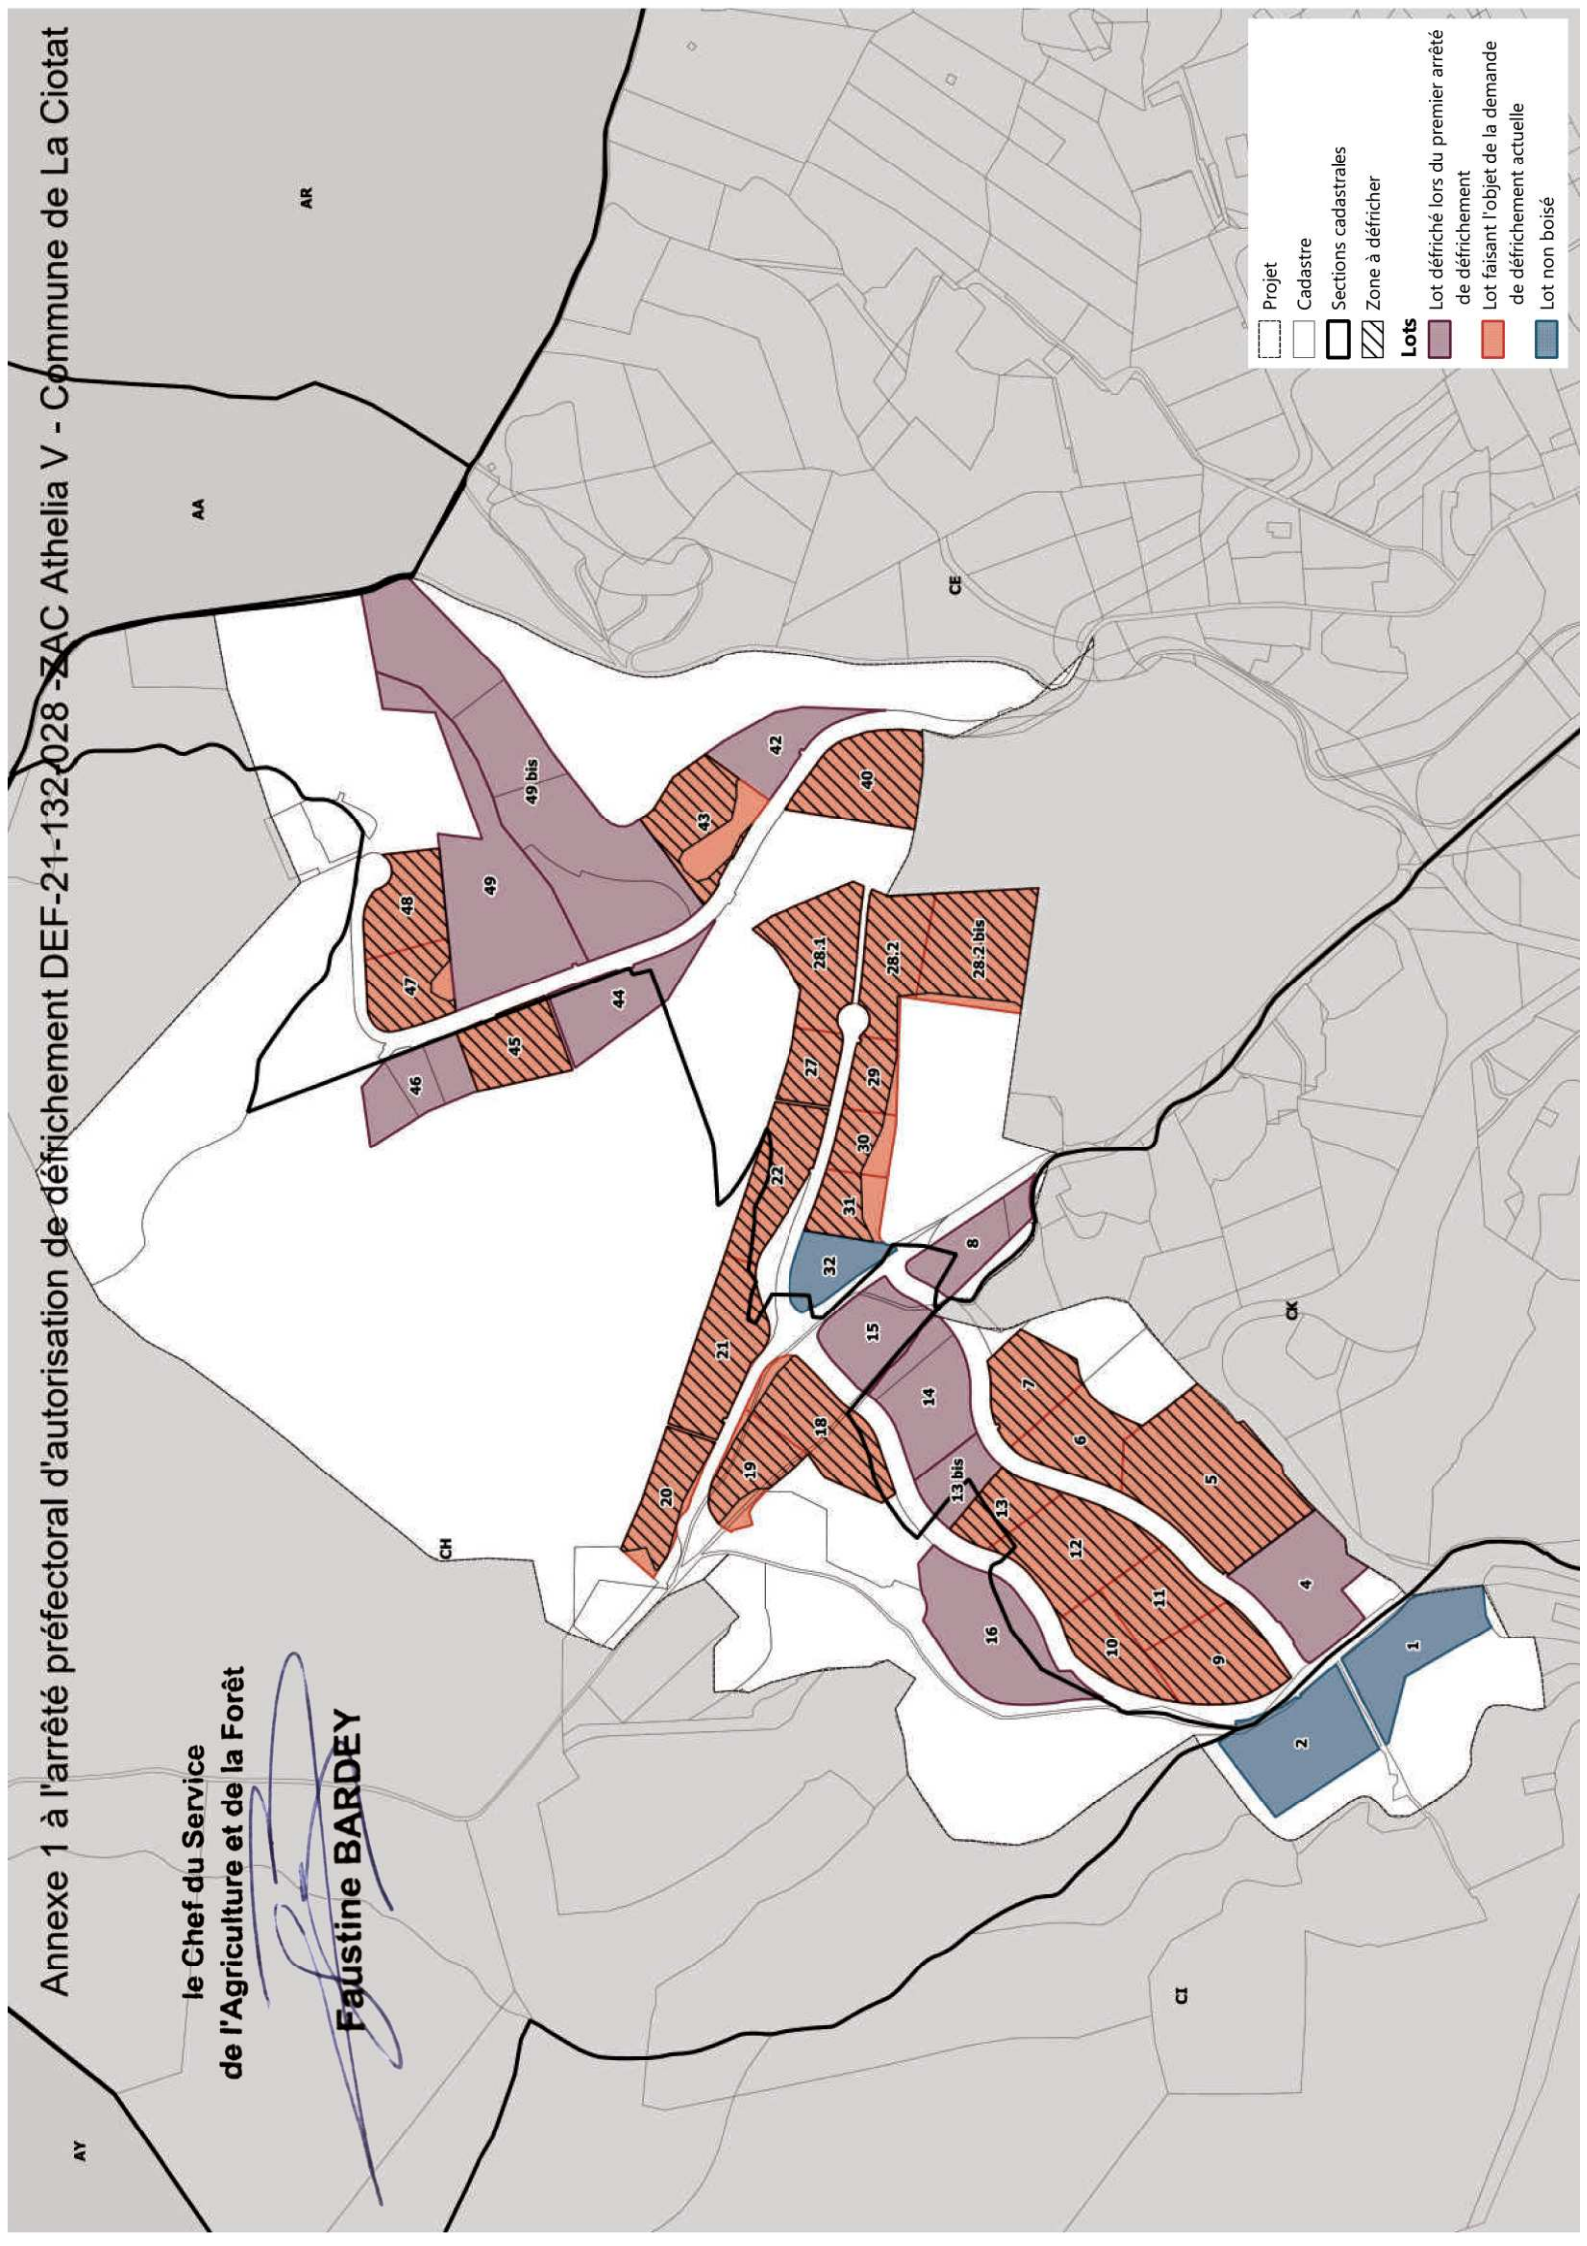 Annexe 1 à l'arrêté préfectoral d'autorisation de défrichement DEF-21-132-028 -ZAC Athelia V - Commune de La Ciotat
le Chef du Service
de l'Agriculture et de la Forêt
Faustine BARDEY
AY
AA
AR
CH
CE
CI
CK
46
47
48
49
49 bis
45
44
43
42
40
20
21
22
27
28.1
28.2
28.2 bis
19
18
32
31
30
29
16
13 bis
14
15
8
13
12
10
11
9
7
6
5
4
2
1
Projet
Cadastre
Sections cadastrales
Zone à défricher
Lots
Lot défriché lors du premier arrêté
de défrichement
Lot faisant l'objet de la demande
de défrichement actuelle
Lot non boisé